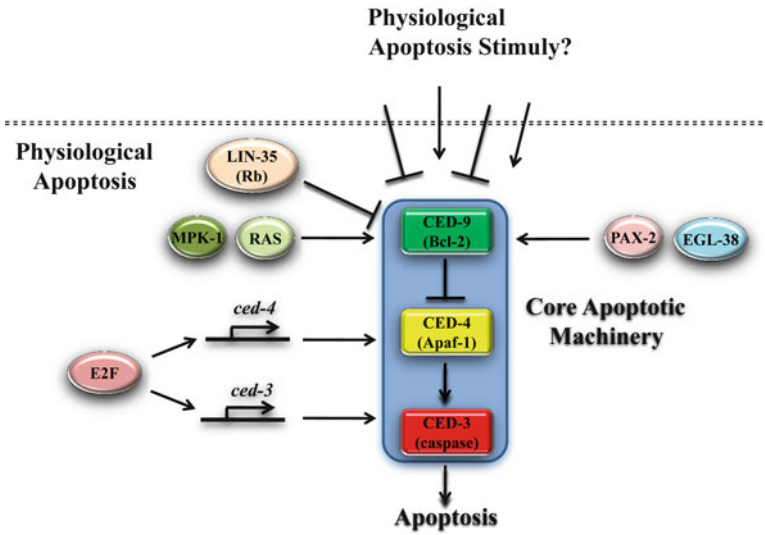 Physiological
Apoptosis Stimuly?
Physiological
Apoptosis
LIN-35
(Rb)
MPK-1
RAS
CED-9
(Bcl-2)
PAX-2
EGL-38
ced-4
CED-4
(Apaf-1)
Core Apoptotic
Machinery
E2F
ced-3
CED-3
(caspase)
Apoptosis